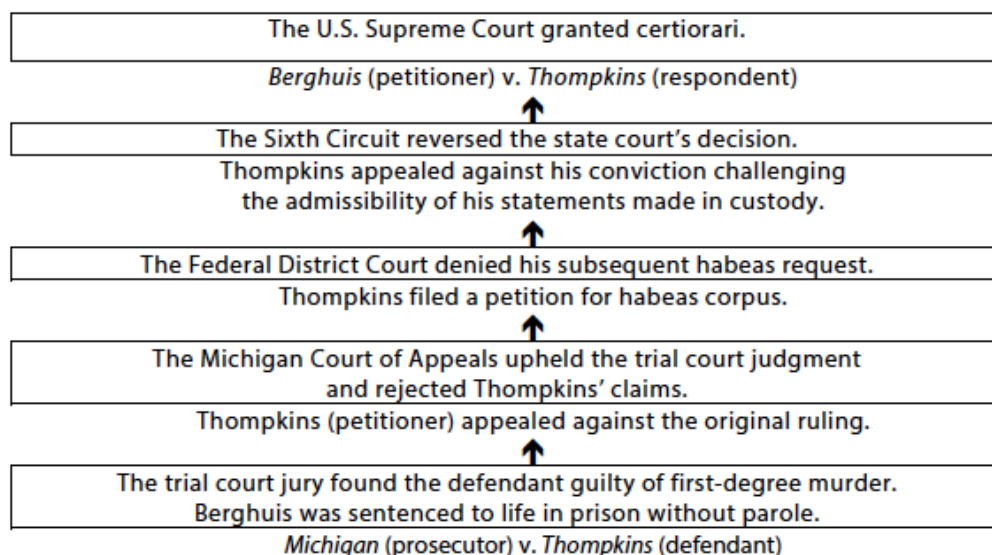 The U.S. Supreme Court granted certiorari.
Berghuis (petitioner) v. Thompkins (respondent)
The Sixth Circuit reversed the state court's decision.
Thompkins appealed against his conviction challenging
the admissibility of his statements made in custody.
The Federal District Court denied his subsequent habeas request.
Thompkins filed a petition for habeas corpus.
The Michigan Court of Appeals upheld the trial court judgment
and rejected Thompkins' claims.
Thompkins (petitioner) appealed against the original ruling.
The trial court jury found the defendant guilty of first-degree murder.
Berghuis was sentenced to life in prison without parole.
Michigan (prosecutor) v. Thompkins (defendant)